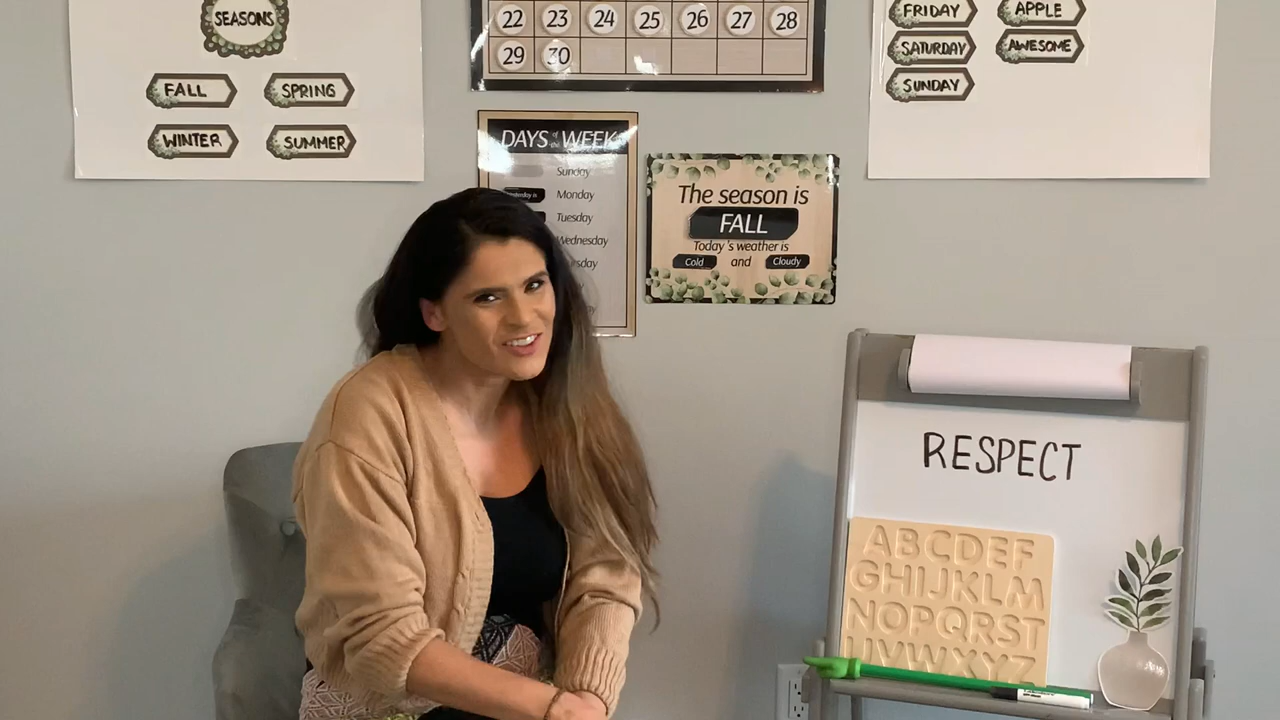 SEASONS
FALL SPRING
WINTER SUMMER
22 23 24 25 26 27 28
29 30
FRIDAY APPLE
SATURDAY AWESOME
SUNDAY
DAYS of the WEEK
Sunday
Monday
Tuesday
Wednesday
The season is
FALL
Today's weather is
Cold and Cloudy
RESPECT
ABCDEF
GHIJKLM
NOPQRST
UVWXYZ